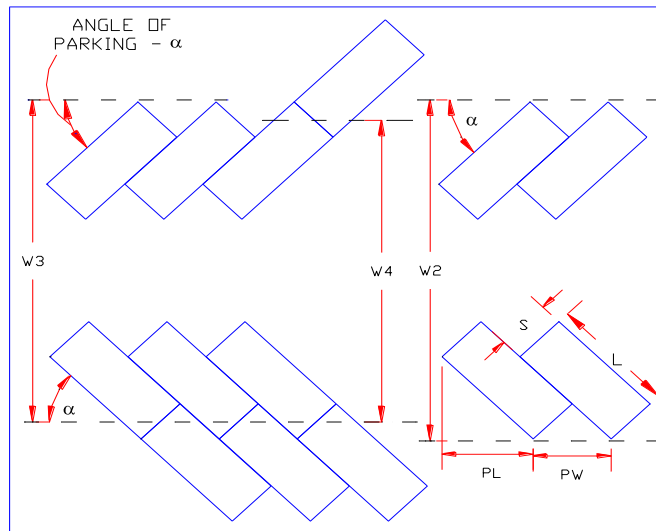 ANGLE OF
PARKING - α
α
W3
W4
W2
α
S
L
PL
PW